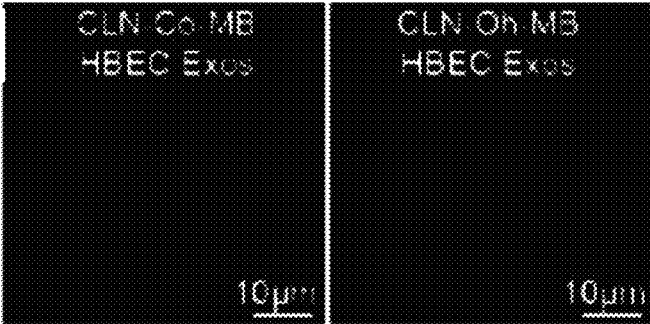 CLN-Co-MB
HBEC Exos
10µm
CLN-Oh-MB
HBEC Exos
10µm